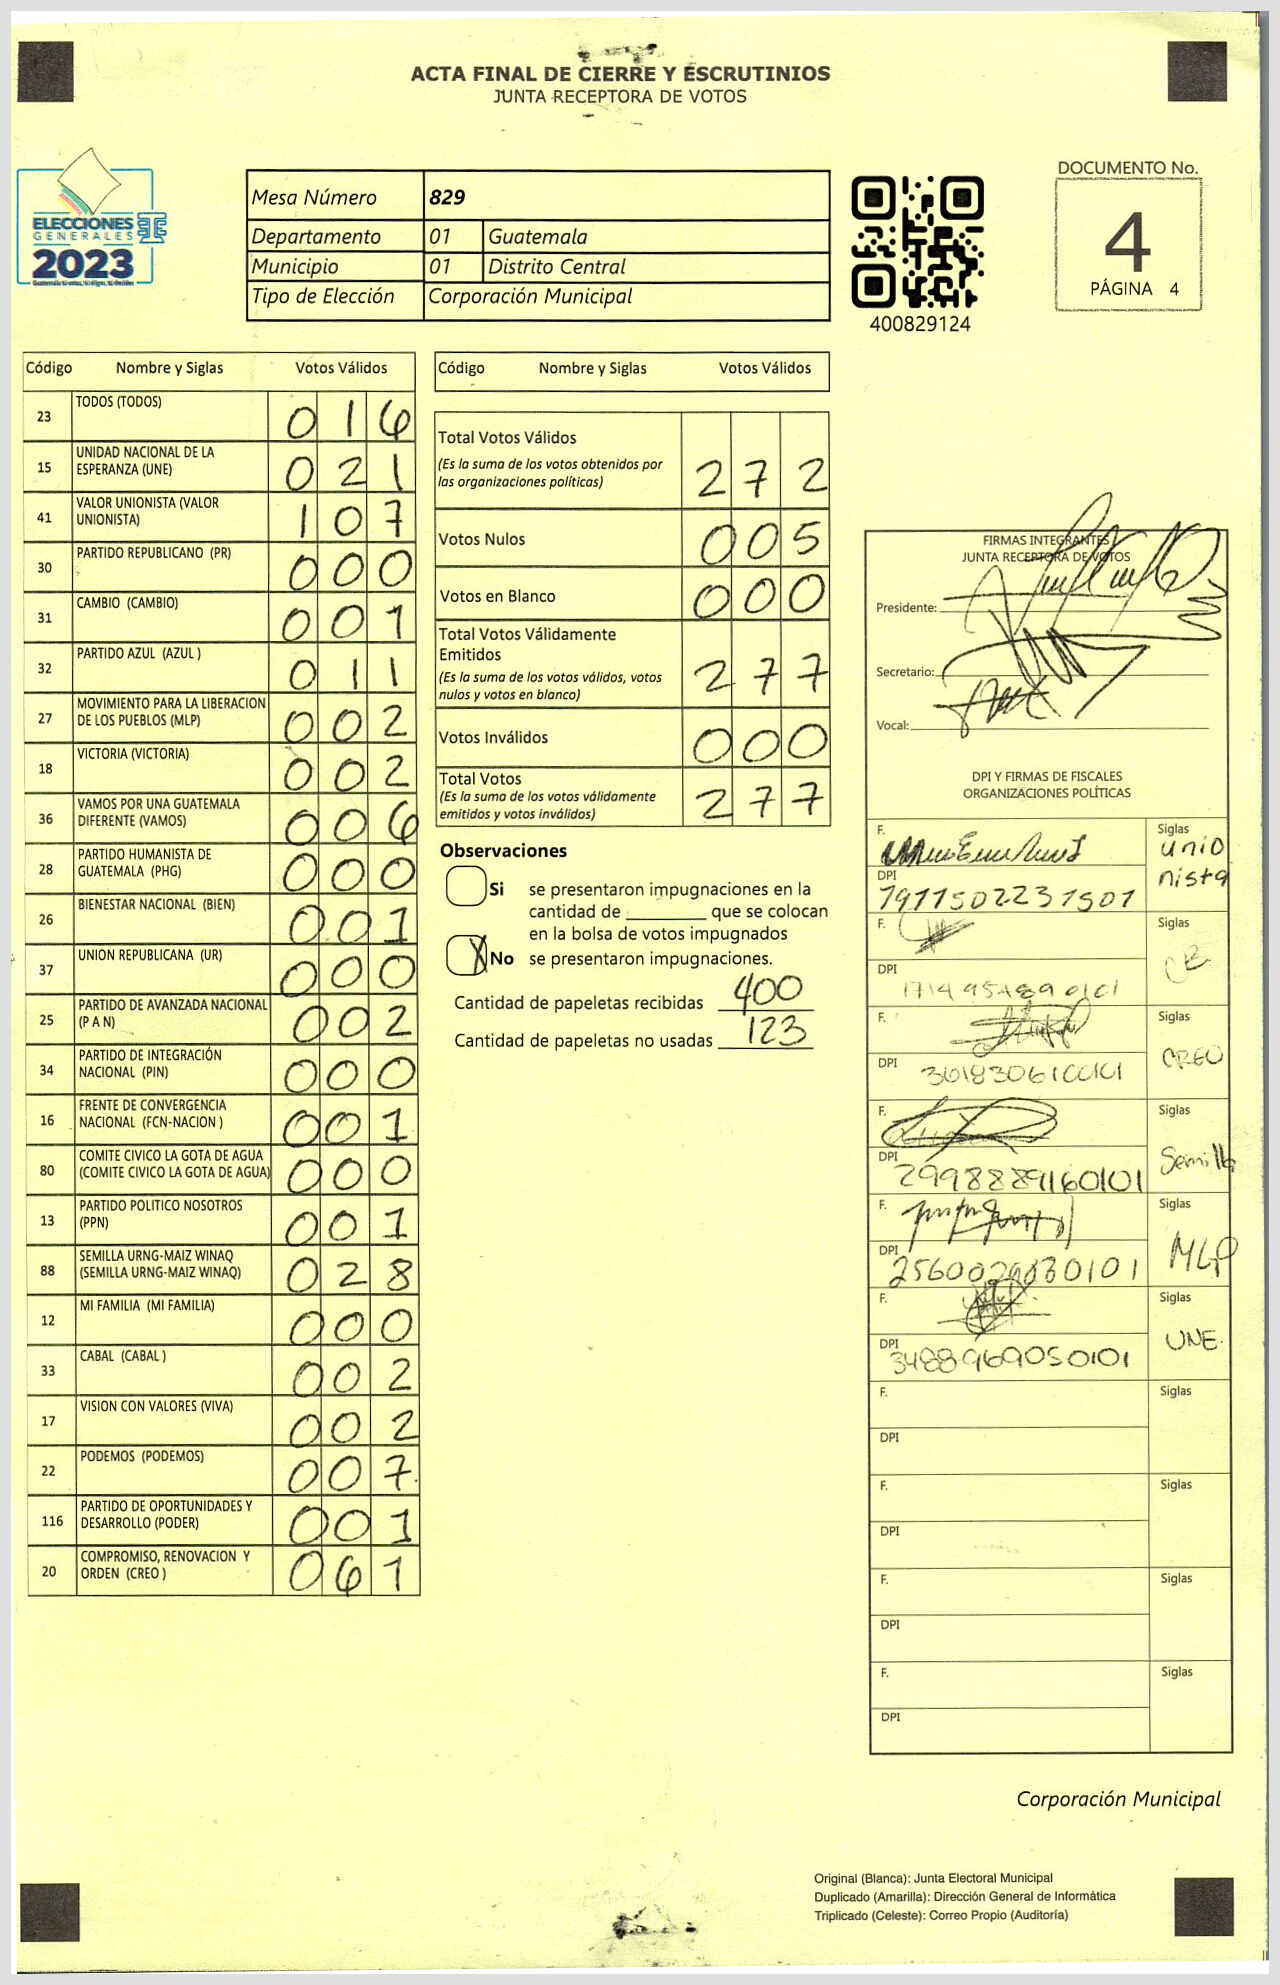 ACTA FINAL DE CIERRE Y ESCRUTINIOS
JUNTA RECEPTORA DE VOTOS
ELECCIONES
GENERALES
2023
Mesa Número 829
Departamento 01 Guatemala
Municipio 01 Distrito Central
Tipo de Elección Corporación Municipal
400829124
DOCUMENTO No.
4
PÁGINA 4
Código Nombre y Siglas Votos Válidos
23 TODOS (TODOS) 016
15 UNIDAD NACIONAL DE LA
ESPERANZA (UNE) 021
41 VALOR UNIONISTA (VALOR
UNIONISTA) 107
30 PARTIDO REPUBLICANO (PR) 000
31 CAMBIO (CAMBIO) 001
32 PARTIDO AZUL (AZUL ) 011
27 MOVIMIENTO PARA LA LIBERACION
DE LOS PUEBLOS (MLP) 002
18 VICTORIA (VICTORIA) 002
36 VAMOS POR UNA GUATEMALA
DIFERENTE (VAMOS) 006
28 PARTIDO HUMANISTA DE
GUATEMALA (PHG) 000
26 BIENESTAR NACIONAL (BIEN) 001
37 UNION REPUBLICANA (UR) 000
25 PARTIDO DE AVANZADA NACIONAL
(P A N) 002
34 PARTIDO DE INTEGRACIÓN
NACIONAL (PIN) 000
16 FRENTE DE CONVERGENCIA
NACIONAL (FCN-NACION ) 001
80 COMITE CIVICO LA GOTA DE AGUA
(COMITE CIVICO LA GOTA DE AGUA) 000
13 PARTIDO POLITICO NOSOTROS
(PPN) 001
88 SEMILLA URNG-MAIZ WINAQ
(SEMILLA URNG-MAIZ WINAQ) 028
12 MI FAMILIA (MI FAMILIA) 000
33 CABAL (CABAL ) 002
17 VISION CON VALORES (VIVA) 002
22 PODEMOS (PODEMOS) 007
116 PARTIDO DE OPORTUNIDADES Y
DESARROLLO (PODER) 001
20 COMPROMISO, RENOVACION Y
ORDEN (CREO ) 061
Código Nombre y Siglas Votos Válidos
Total Votos Válidos
(Es la suma de los votos obtenidos por
las organizaciones políticas) 272
Votos Nulos 005
Votos en Blanco 000
Total Votos Válidamente
Emitidos
(Es la suma de los votos válidos, votos
nulos y votos en blanco) 277
Votos Inválidos 000
Total Votos
(Es la suma de los votos válidamente
emitidos y votos inválidos) 277
Observaciones
Si se presentaron impugnaciones en la
cantidad de ________ que se colocan
en la bolsa de votos impugnados
X No se presentaron impugnaciones.
Cantidad de papeletas recibidas 400
Cantidad de papeletas no usadas 123
FIRMAS INTEGRANTES
JUNTA RECEPTORA DE VOTOS
Presidente:
Secretario:
Vocal:
DPI Y FIRMAS DE FISCALES
ORGANIZACIONES POLÍTICAS
F. Siglas
unio
nista
DPI 1911502231501
F. Siglas
DPI
F. Siglas
CREO
DPI
F. Siglas
Semilla
DPI 2998889160101
F. Siglas
MLP
DPI
F. Siglas
UNE.
DPI 3488969050101
F. Siglas
DPI
F. Siglas
DPI
F. Siglas
DPI
F. Siglas
DPI
Corporación Municipal
Original (Blanca): Junta Electoral Municipal
Duplicado (Amarilla): Dirección General de Informática
Triplicado (Celeste): Correo Propio (Auditoría)